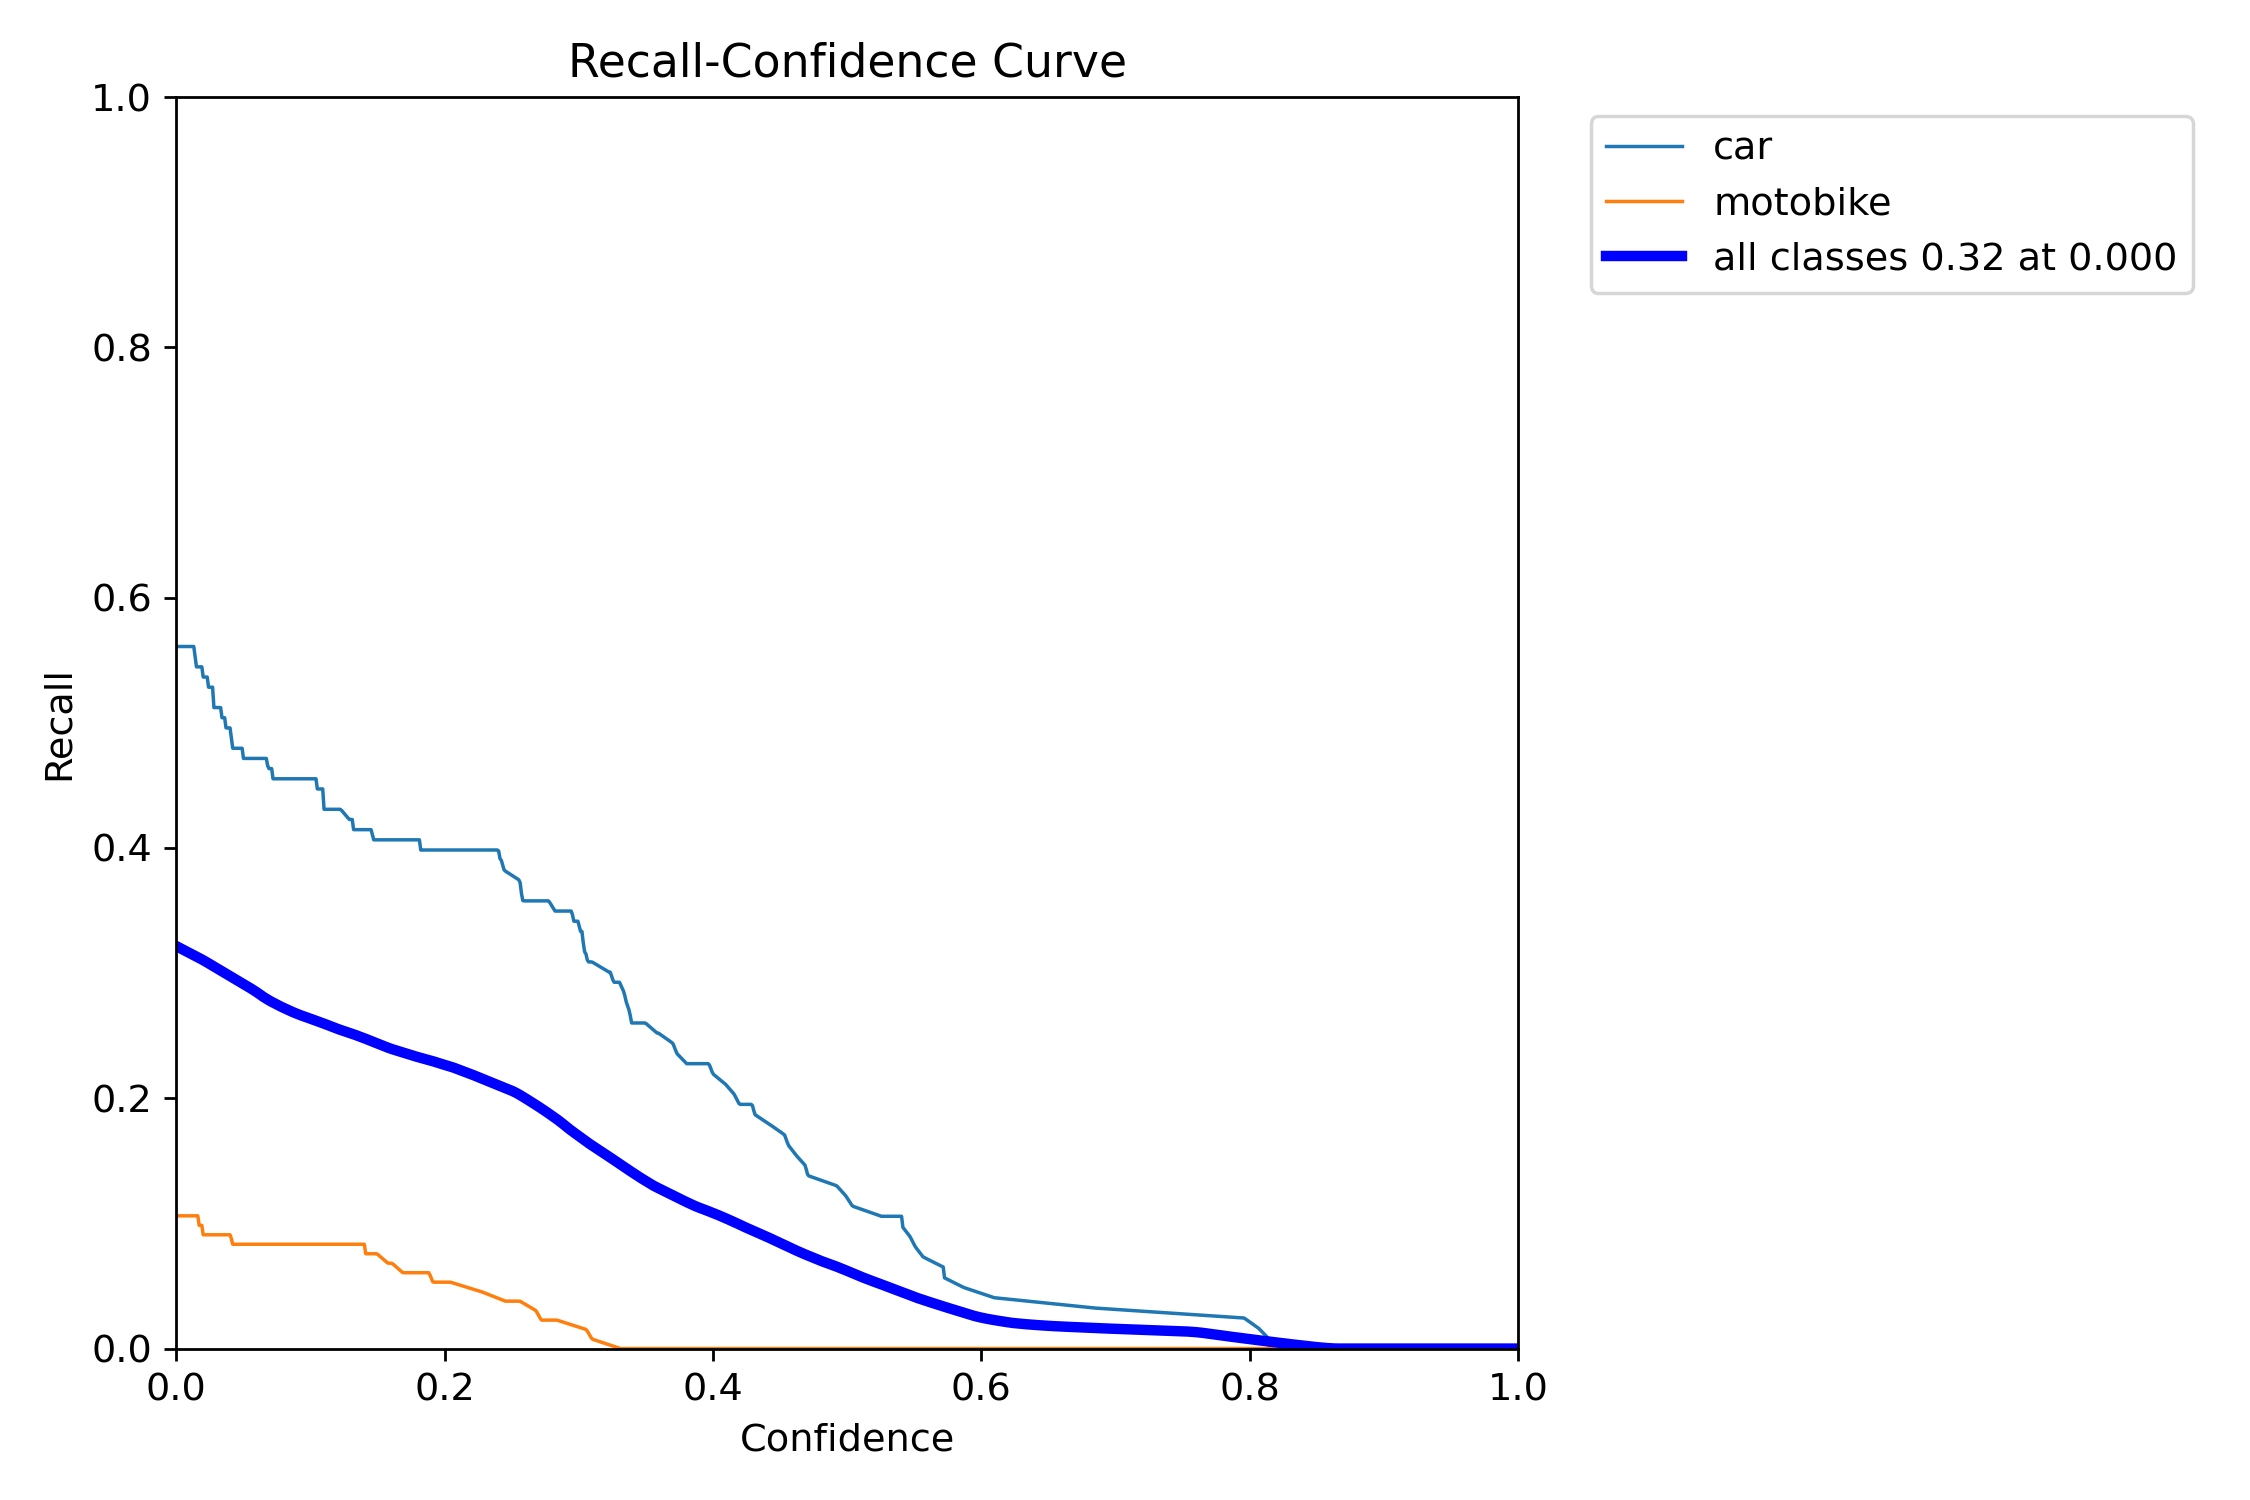 Recall-Confidence Curve
1.0
0.8
0.6
0.4
0.2
0.0
Recall
0.0 0.2 0.4 0.6 0.8 1.0
Confidence
car
motobike
all classes 0.32 at 0.000